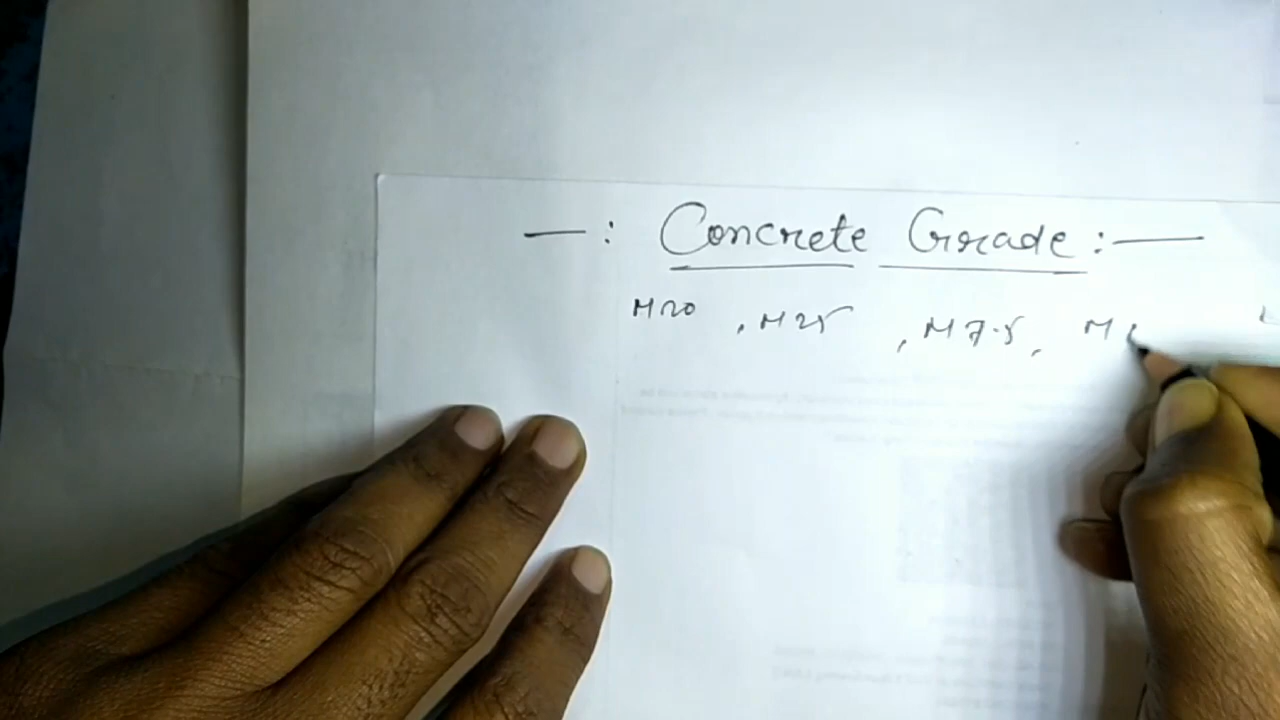 —: Concrete Grade :—
M20 , M25 , M7.5 , M